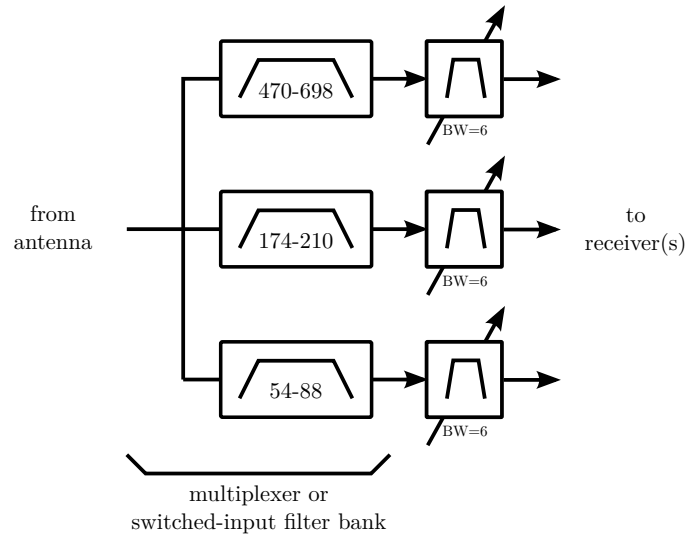 470-698
BW=6
from
antenna
174-210
BW=6
to
receiver(s)
54-88
BW=6
multiplexer or
switched-input filter bank